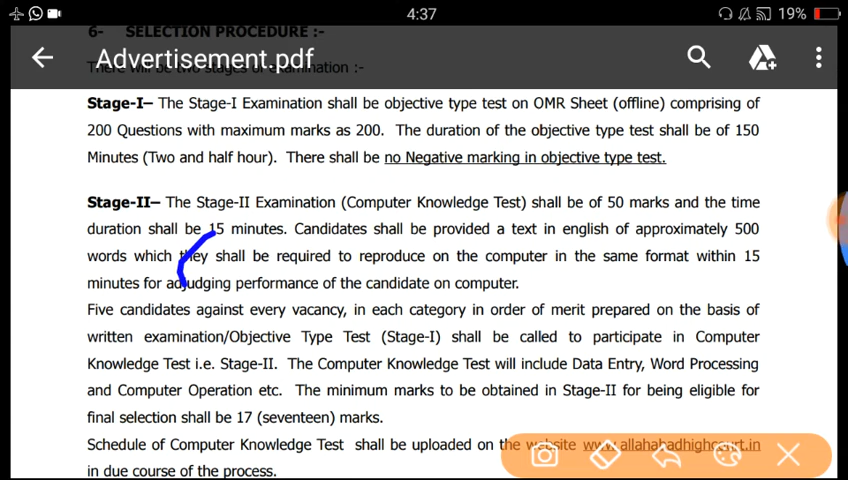 4:37
19%
6- SELECTION PROCEDURE :-
Advertisement.pdf
There will be two stages of examination :-
Stage-I– The Stage-I Examination shall be objective type test on OMR Sheet (offline) comprising of
200 Questions with maximum marks as 200. The duration of the objective type test shall be of 150
Minutes (Two and half hour). There shall be no Negative marking in objective type test.
Stage-II– The Stage-II Examination (Computer Knowledge Test) shall be of 50 marks and the time
duration shall be 15 minutes. Candidates shall be provided a text in english of approximately 500
words which they shall be required to reproduce on the computer in the same format within 15
minutes for adjudging performance of the candidate on computer.
Five candidates against every vacancy, in each category in order of merit prepared on the basis of
written examination/Objective Type Test (Stage-I) shall be called to participate in Computer
Knowledge Test i.e. Stage-II. The Computer Knowledge Test will include Data Entry, Word Processing
and Computer Operation etc. The minimum marks to be obtained in Stage-II for being eligible for
final selection shall be 17 (seventeen) marks.
Schedule of Computer Knowledge Test shall be uploaded on the website www.allahabadhighcourt.in
in due course of the process.